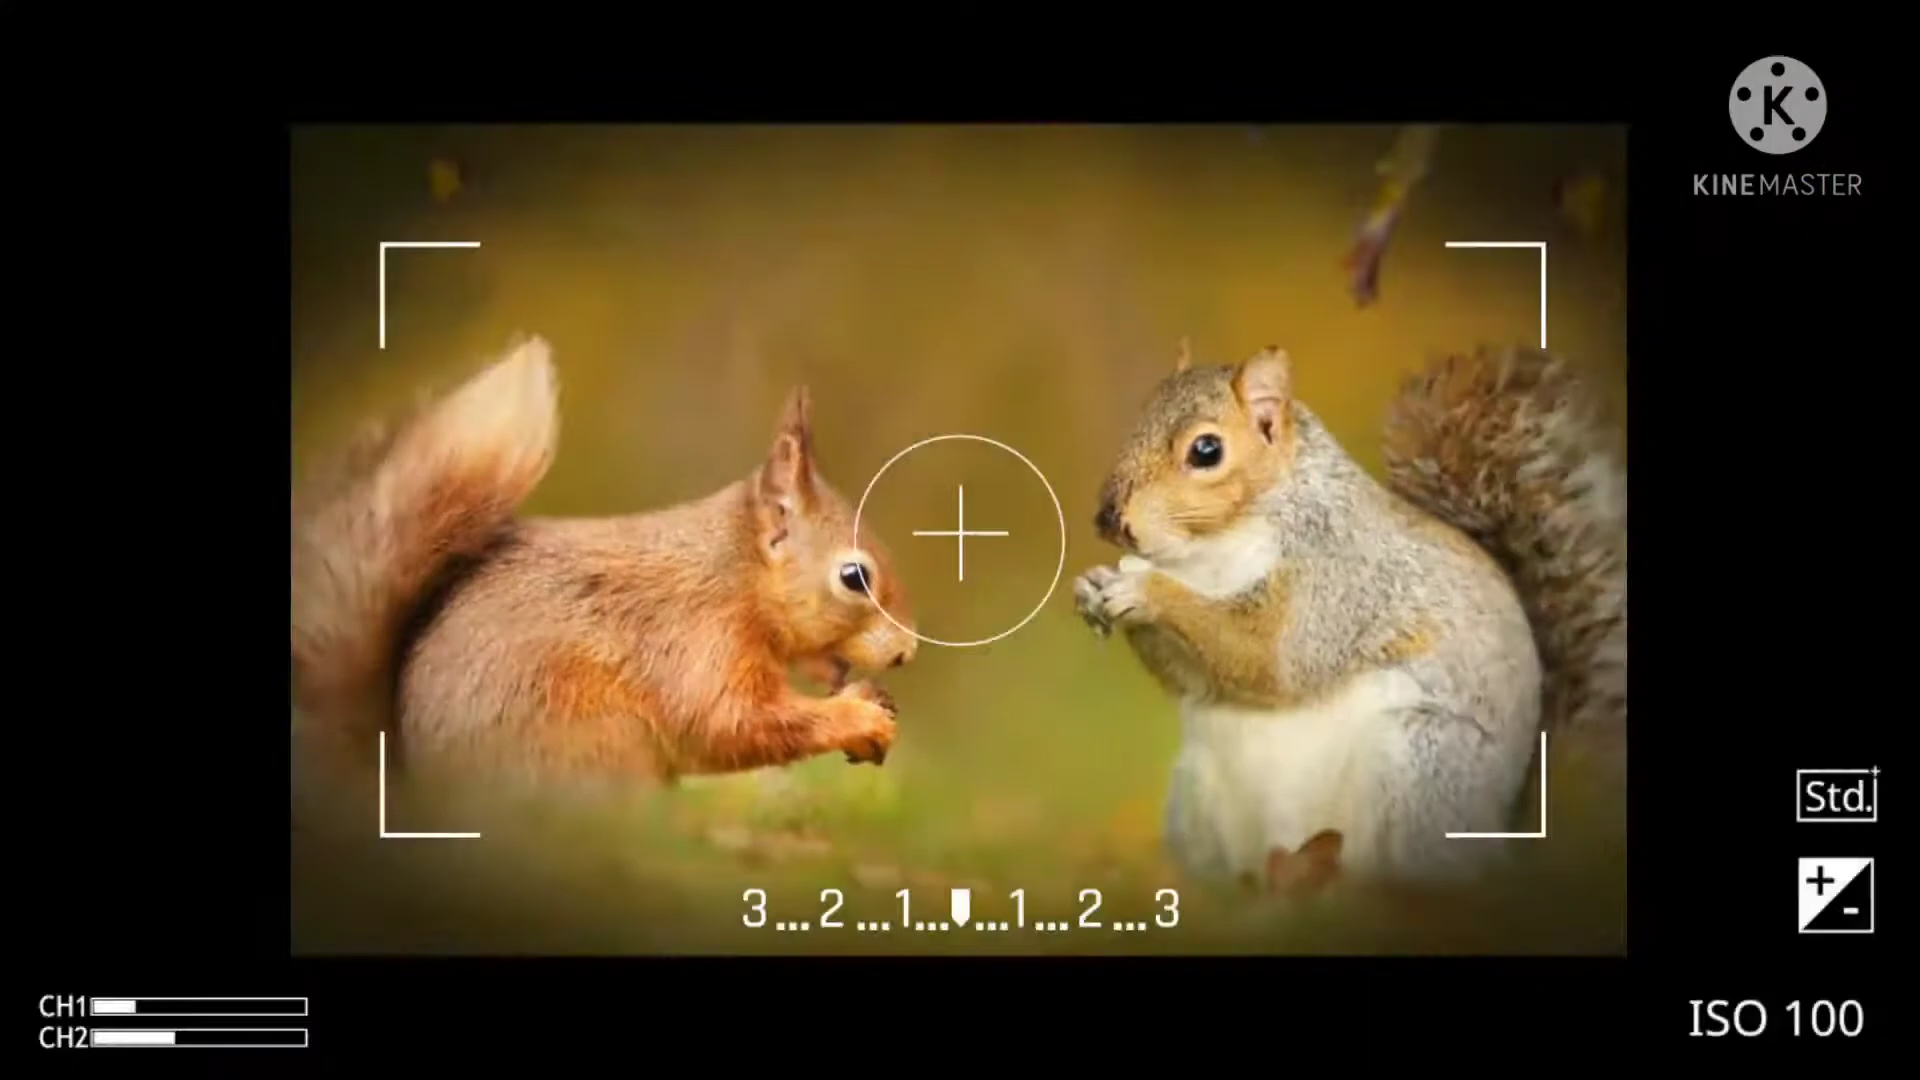 K
KINEMASTER
3...2...1...1...2...3
Std.+
+
-
CH1
CH2
ISO 100